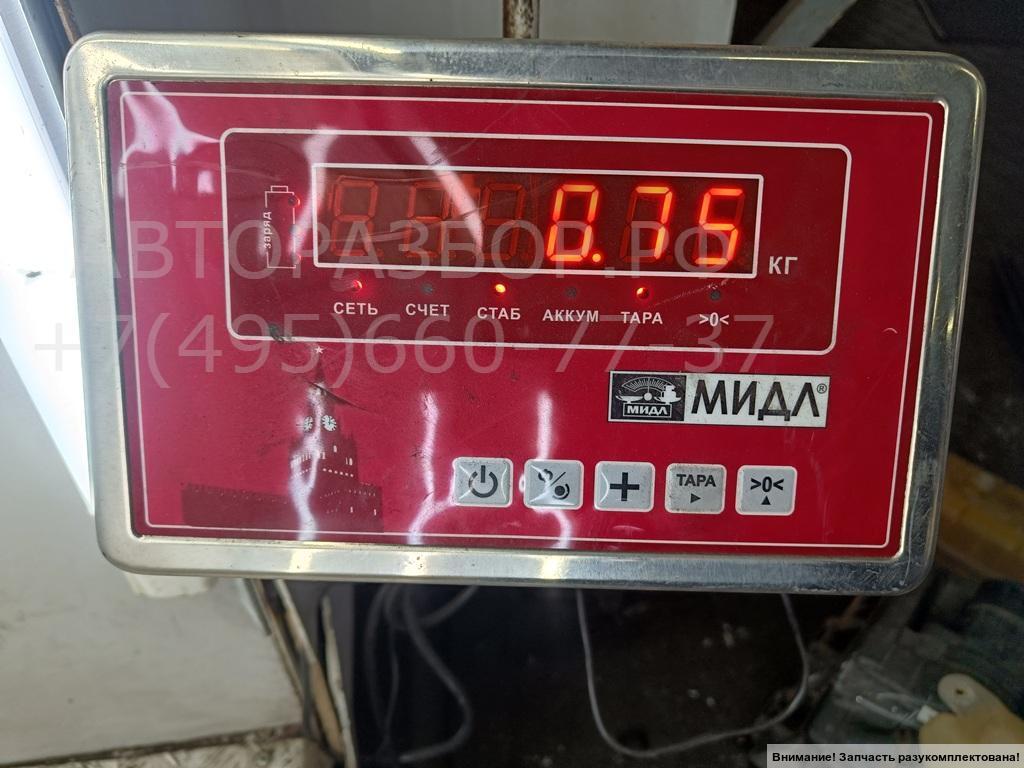 0.75
заряд
КГ
АВТОРАЗБОР.РФ
СЕТЬ СЧЕТ СТАБ АККУМ ТАРА >0<
+7(495)660-77-37
МИДЛ МИДЛ®
+ ТАРА >0<
Внимание! Запчасть разукомплектована!